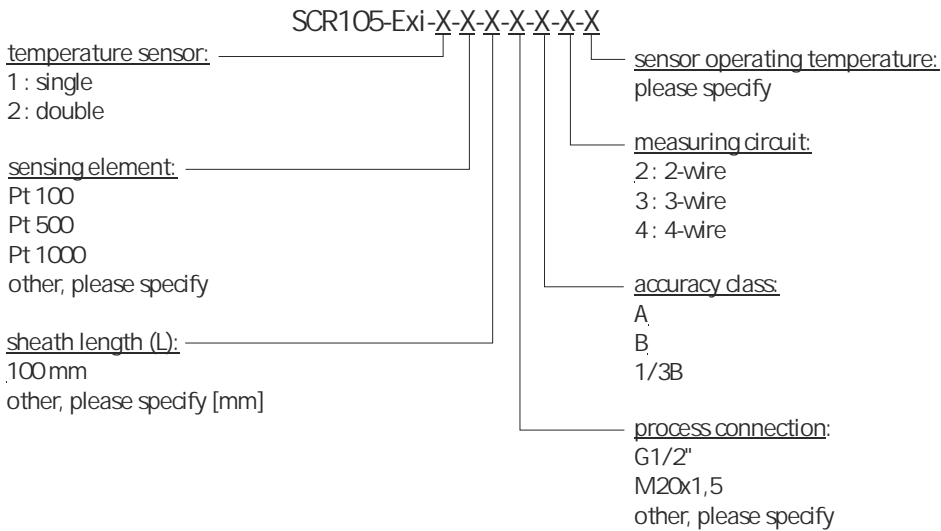 SCR105-Exi-X-X-X-X-X-X-X
temperature sensor:
1 : single
2 : double
sensing element:
Pt 100
Pt 500
Pt 1000
other, please specify
sheath length (L):
100 mm
other, please specify [mm]
sensor operating temperature:
please specify
measuring circuit:
2 : 2-wire
3 : 3-wire
4 : 4-wire
accuracy class:
A
B
1/3B
process connection:
G1/2"
M20x1,5
other, please specify